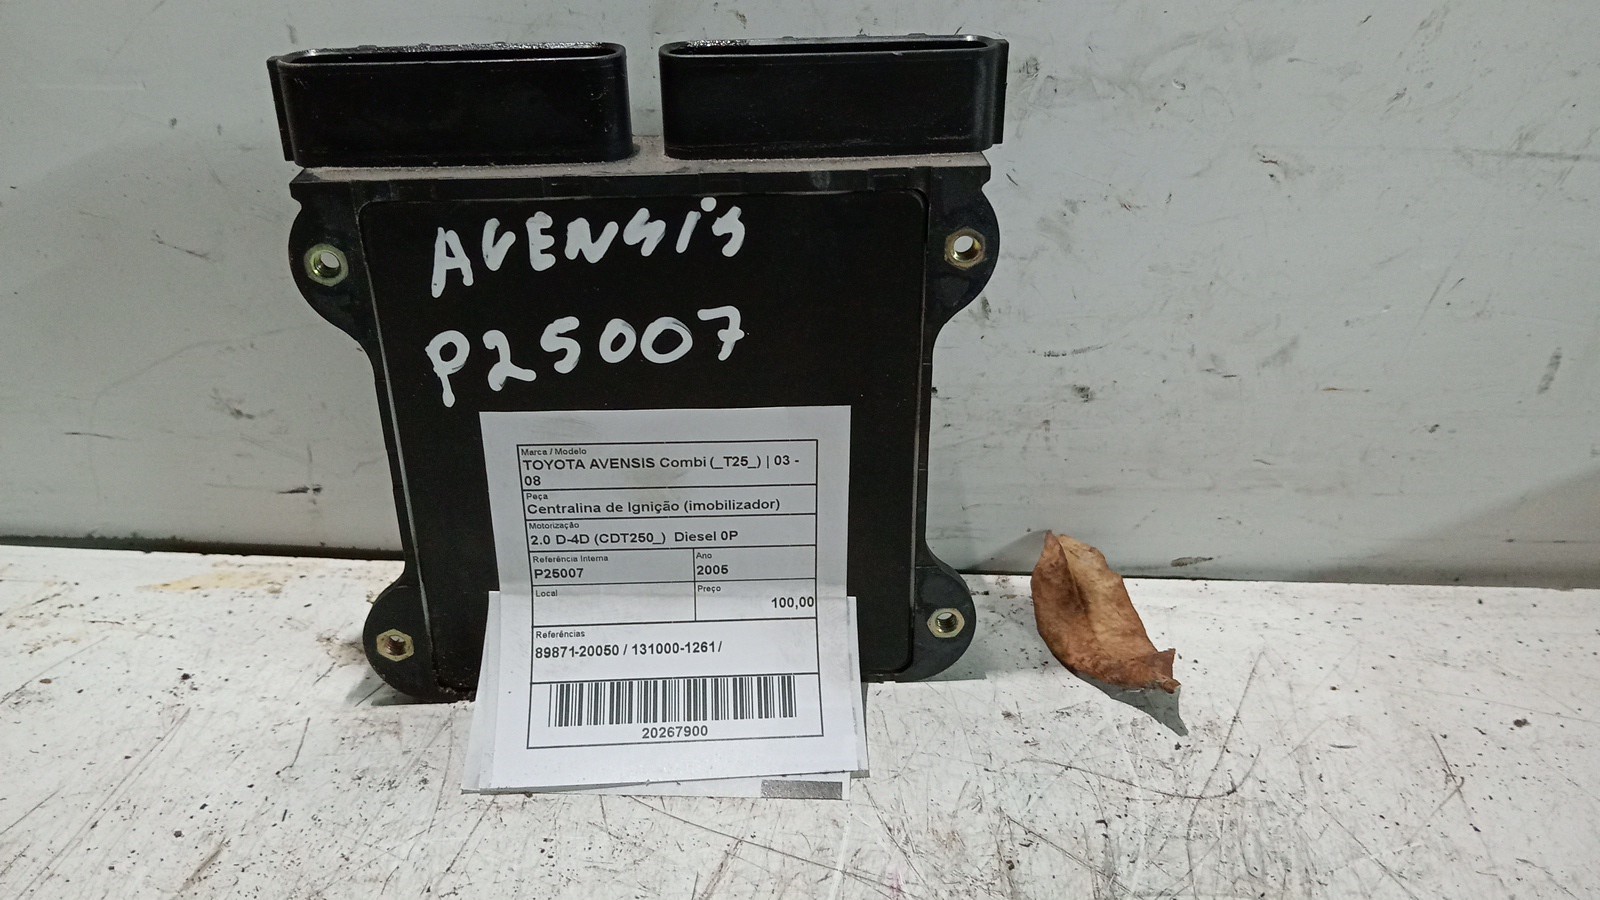 AVENSiS
P25007
Marca / Modelo
TOYOTA AVENSIS Combi (_T25_) | 03 -
08
Peça
Centralina de Ignição (imobilizador)
Motorização
2.0 D-4D (CDT250_) Diesel 0P
Referência Interna
P25007
Ano
2005
Local
Preço
100,00
Referências
89871-20050 / 131000-1261/
20267900